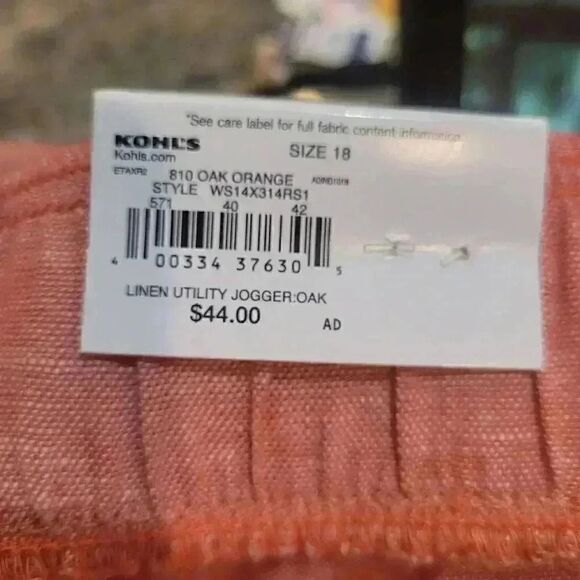 *See care label for full fabric content information
KOHL'S
SIZE 18
Kohls.com
ETAXR2
810 OAK ORANGE
STYLE WS14X314RS1
571 40 42
4 00334 37630 5
LINEN UTILITY JOGGER:OAK
$44.00
AD